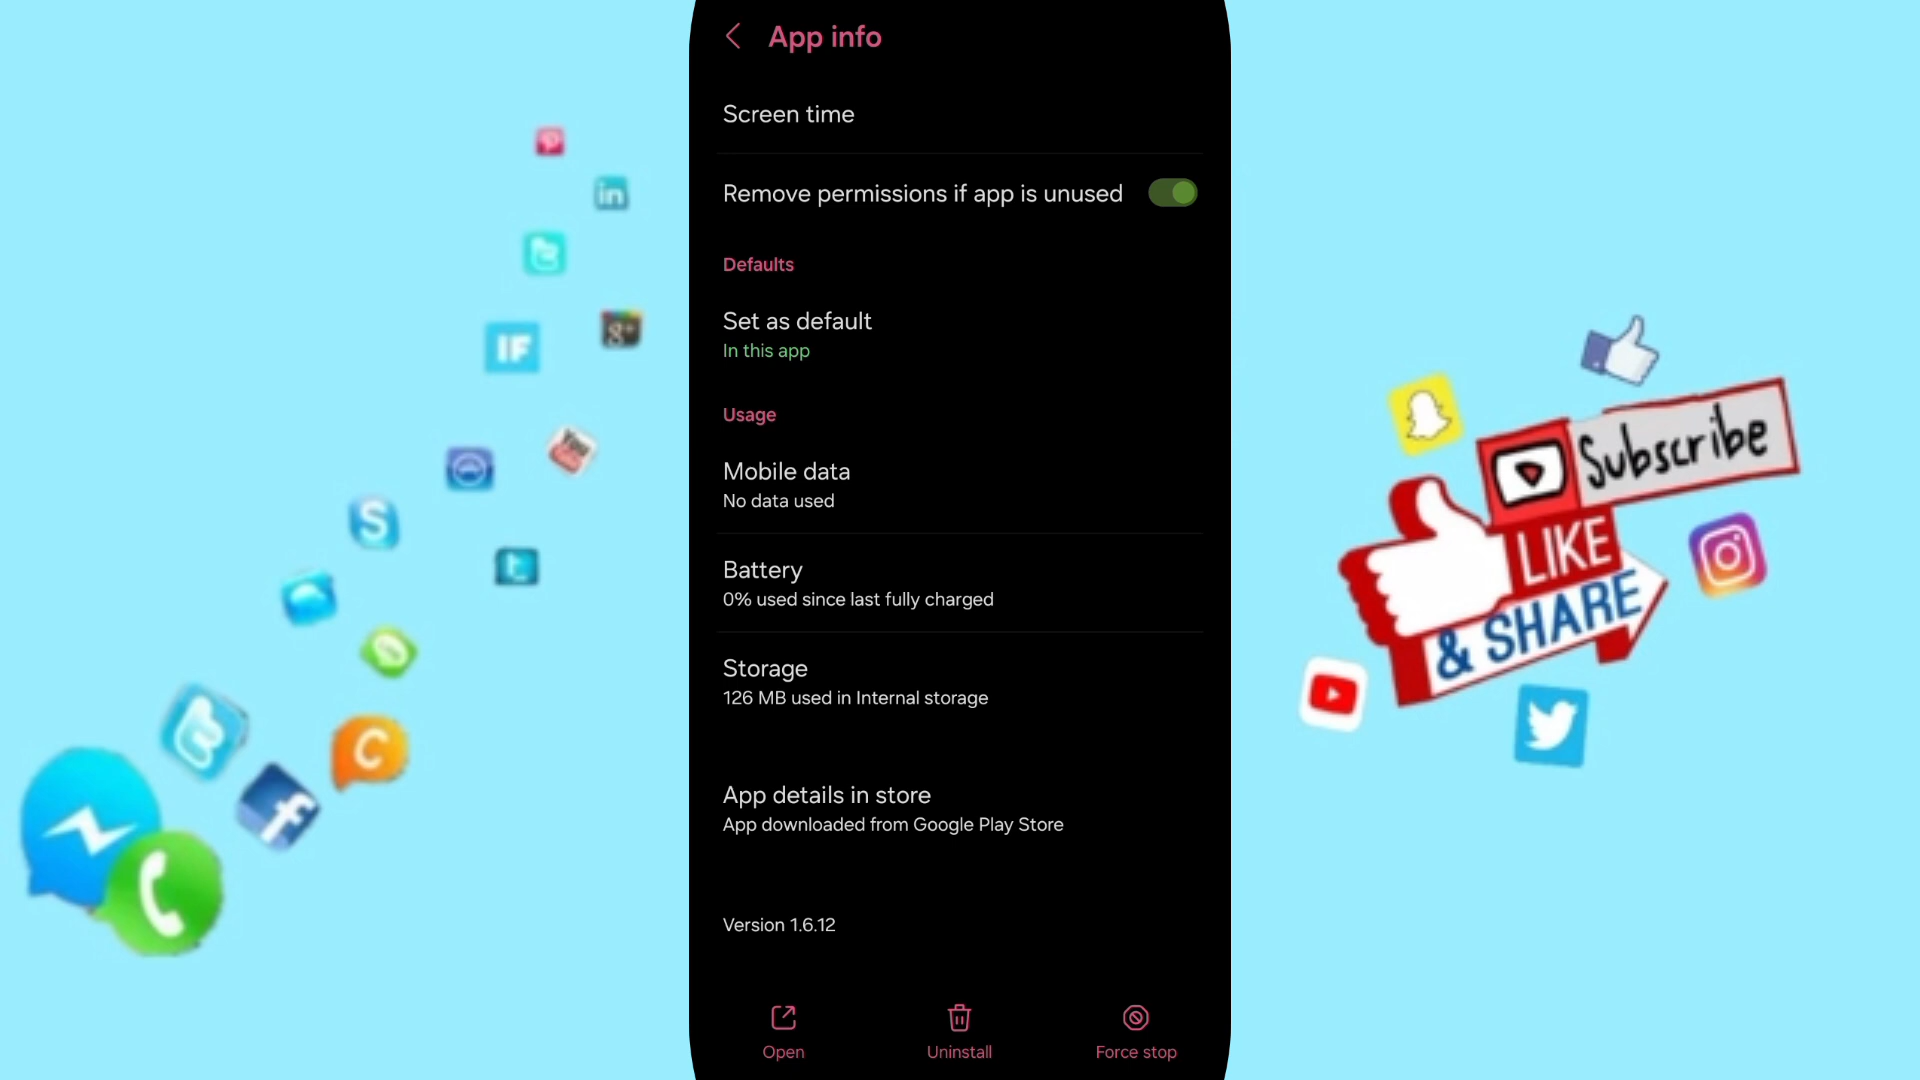 App info
Screen time
Remove permissions if app is unused
Defaults
Set as default
In this app
Usage
Mobile data
No data used
Battery
0% used since last fully charged
Storage
126 MB used in Internal storage
App details in store
App downloaded from Google Play Store
Version 1.6.12
Open
Uninstall
Force stop
in
g+
IF
You
S
C
f
Subscribe
LIKE
& SHARE